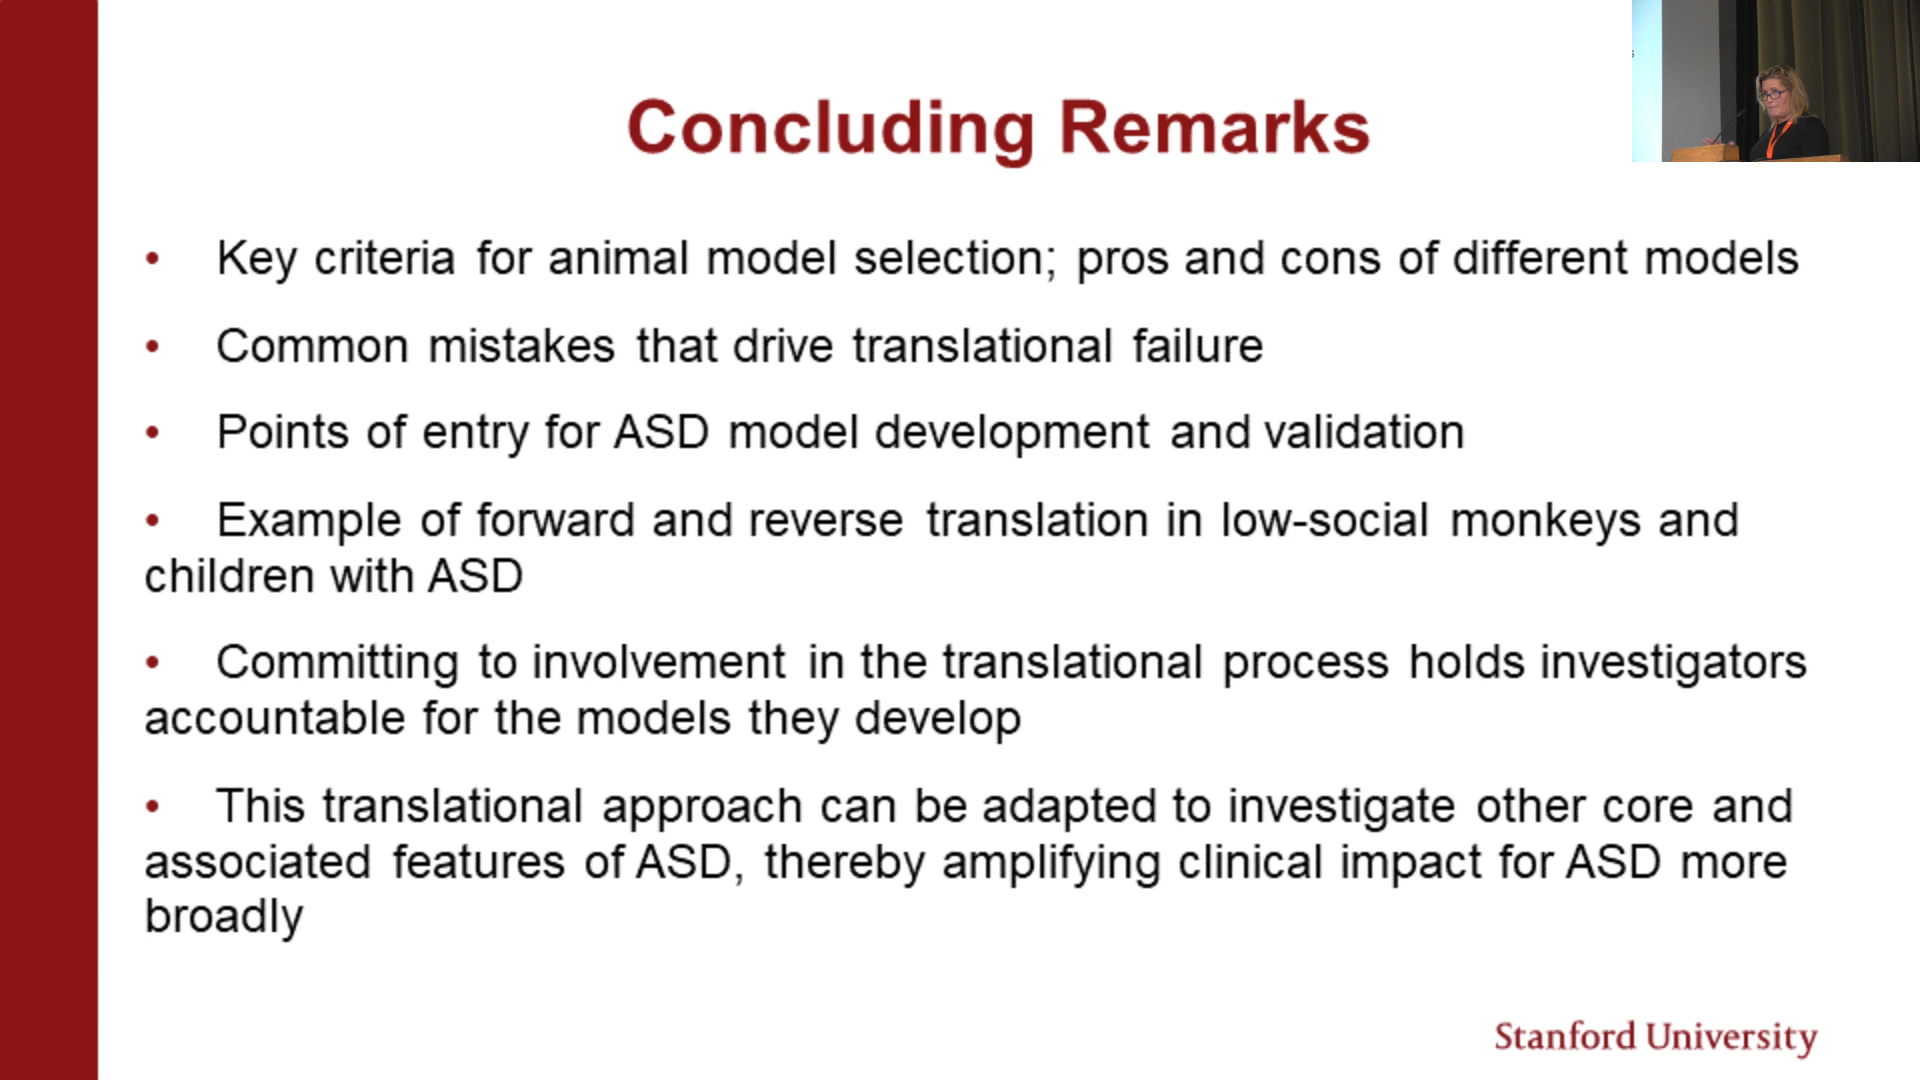 Concluding Remarks
• Key criteria for animal model selection; pros and cons of different models
• Common mistakes that drive translational failure
• Points of entry for ASD model development and validation
• Example of forward and reverse translation in low-social monkeys and
children with ASD
• Committing to involvement in the translational process holds investigators
accountable for the models they develop
• This translational approach can be adapted to investigate other core and
associated features of ASD, thereby amplifying clinical impact for ASD more
broadly
Stanford University